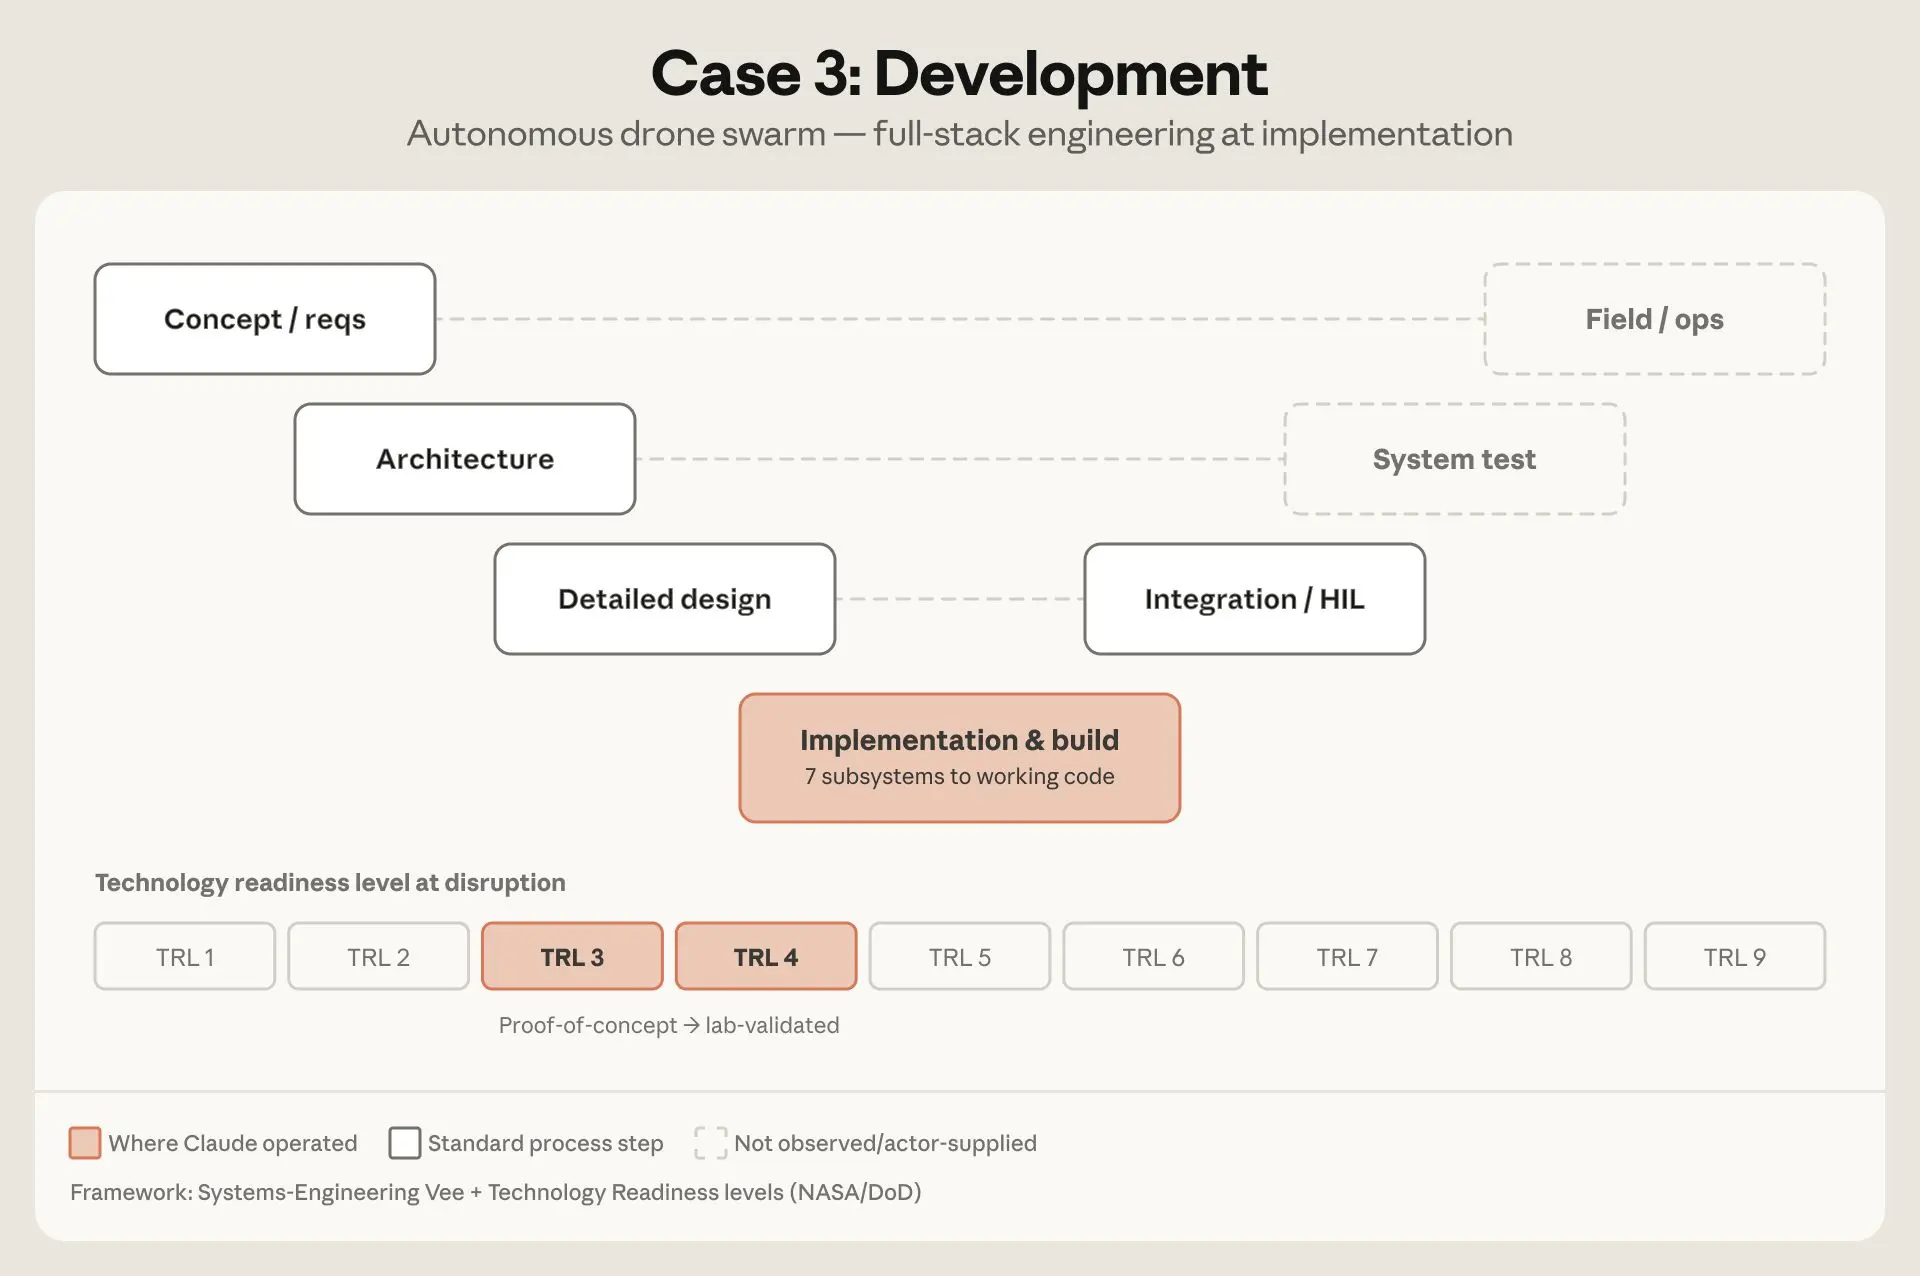 Case 3: Development
Autonomous drone swarm — full-stack engineering at implementation
Concept / reqs
Field / ops
Architecture
System test
Detailed design
Integration / HIL
Implementation & build
7 subsystems to working code
Technology readiness level at disruption
TRL 1
TRL 2
TRL 3
TRL 4
TRL 5
TRL 6
TRL 7
TRL 8
TRL 9
Proof-of-concept → lab-validated
Where Claude operated
Standard process step
Not observed/actor-supplied
Framework: Systems-Engineering Vee + Technology Readiness levels (NASA/DoD)